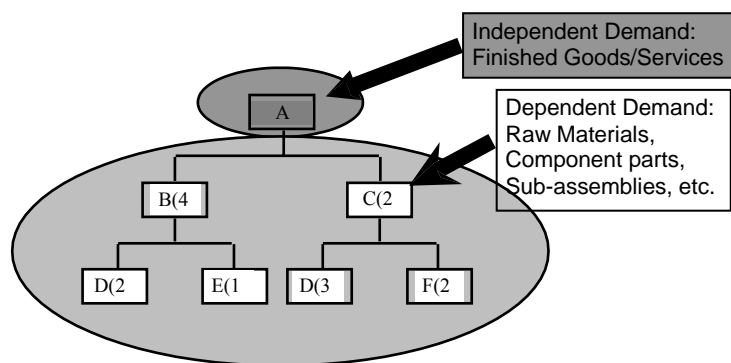 Independent Demand:
Finished Goods/Services
A
Dependent Demand:
Raw Materials,
Component parts,
Sub-assemblies, etc.
B(4
C(2
D(2
E(1
D(3
F(2